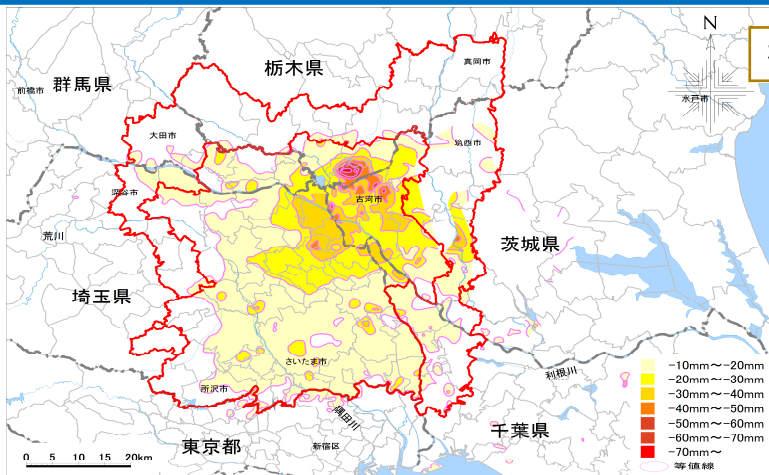 N
栃木県
群馬県
真岡市
前橋市
水戸市
大田市
筑西市
深谷市
古河市
荒川
茨城県
埼玉県
さいたま市
利根川
所沢市
隅田川
千葉県
東京都
新宿区
0 5 10 15 20km
-10mm～-20mm
-20mm～-30mm
-30mm～-40mm
-40mm～-50mm
-50mm～-60mm
-60mm～-70mm
-70mm～
等値線